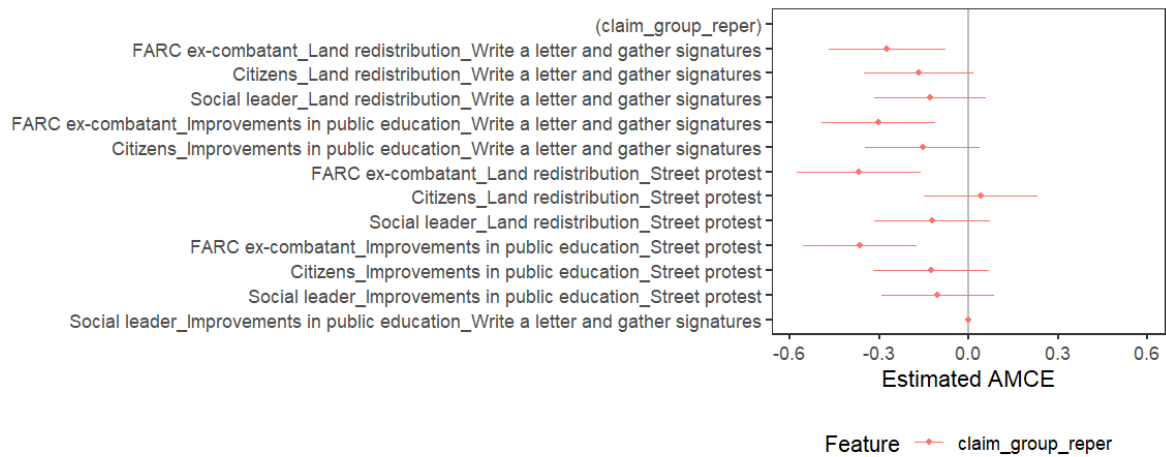 (claim_group_reper)
FARC ex-combatant_Land redistribution_Write a letter and gather signatures
Citizens_Land redistribution_Write a letter and gather signatures
Social leader_Land redistribution_Write a letter and gather signatures
FARC ex-combatant_Improvements in public education_Write a letter and gather signatures
Citizens_Improvements in public education_Write a letter and gather signatures
FARC ex-combatant_Land redistribution_Street protest
Citizens_Land redistribution_Street protest
Social leader_Land redistribution_Street protest
FARC ex-combatant_Improvements in public education_Street protest
Citizens_Improvements in public education_Street protest
Social leader_Improvements in public education_Street protest
Social leader_Improvements in public education_Write a letter and gather signatures
-0.6 -0.3 0.0 0.3 0.6
Estimated AMCE
Feature claim_group_reper